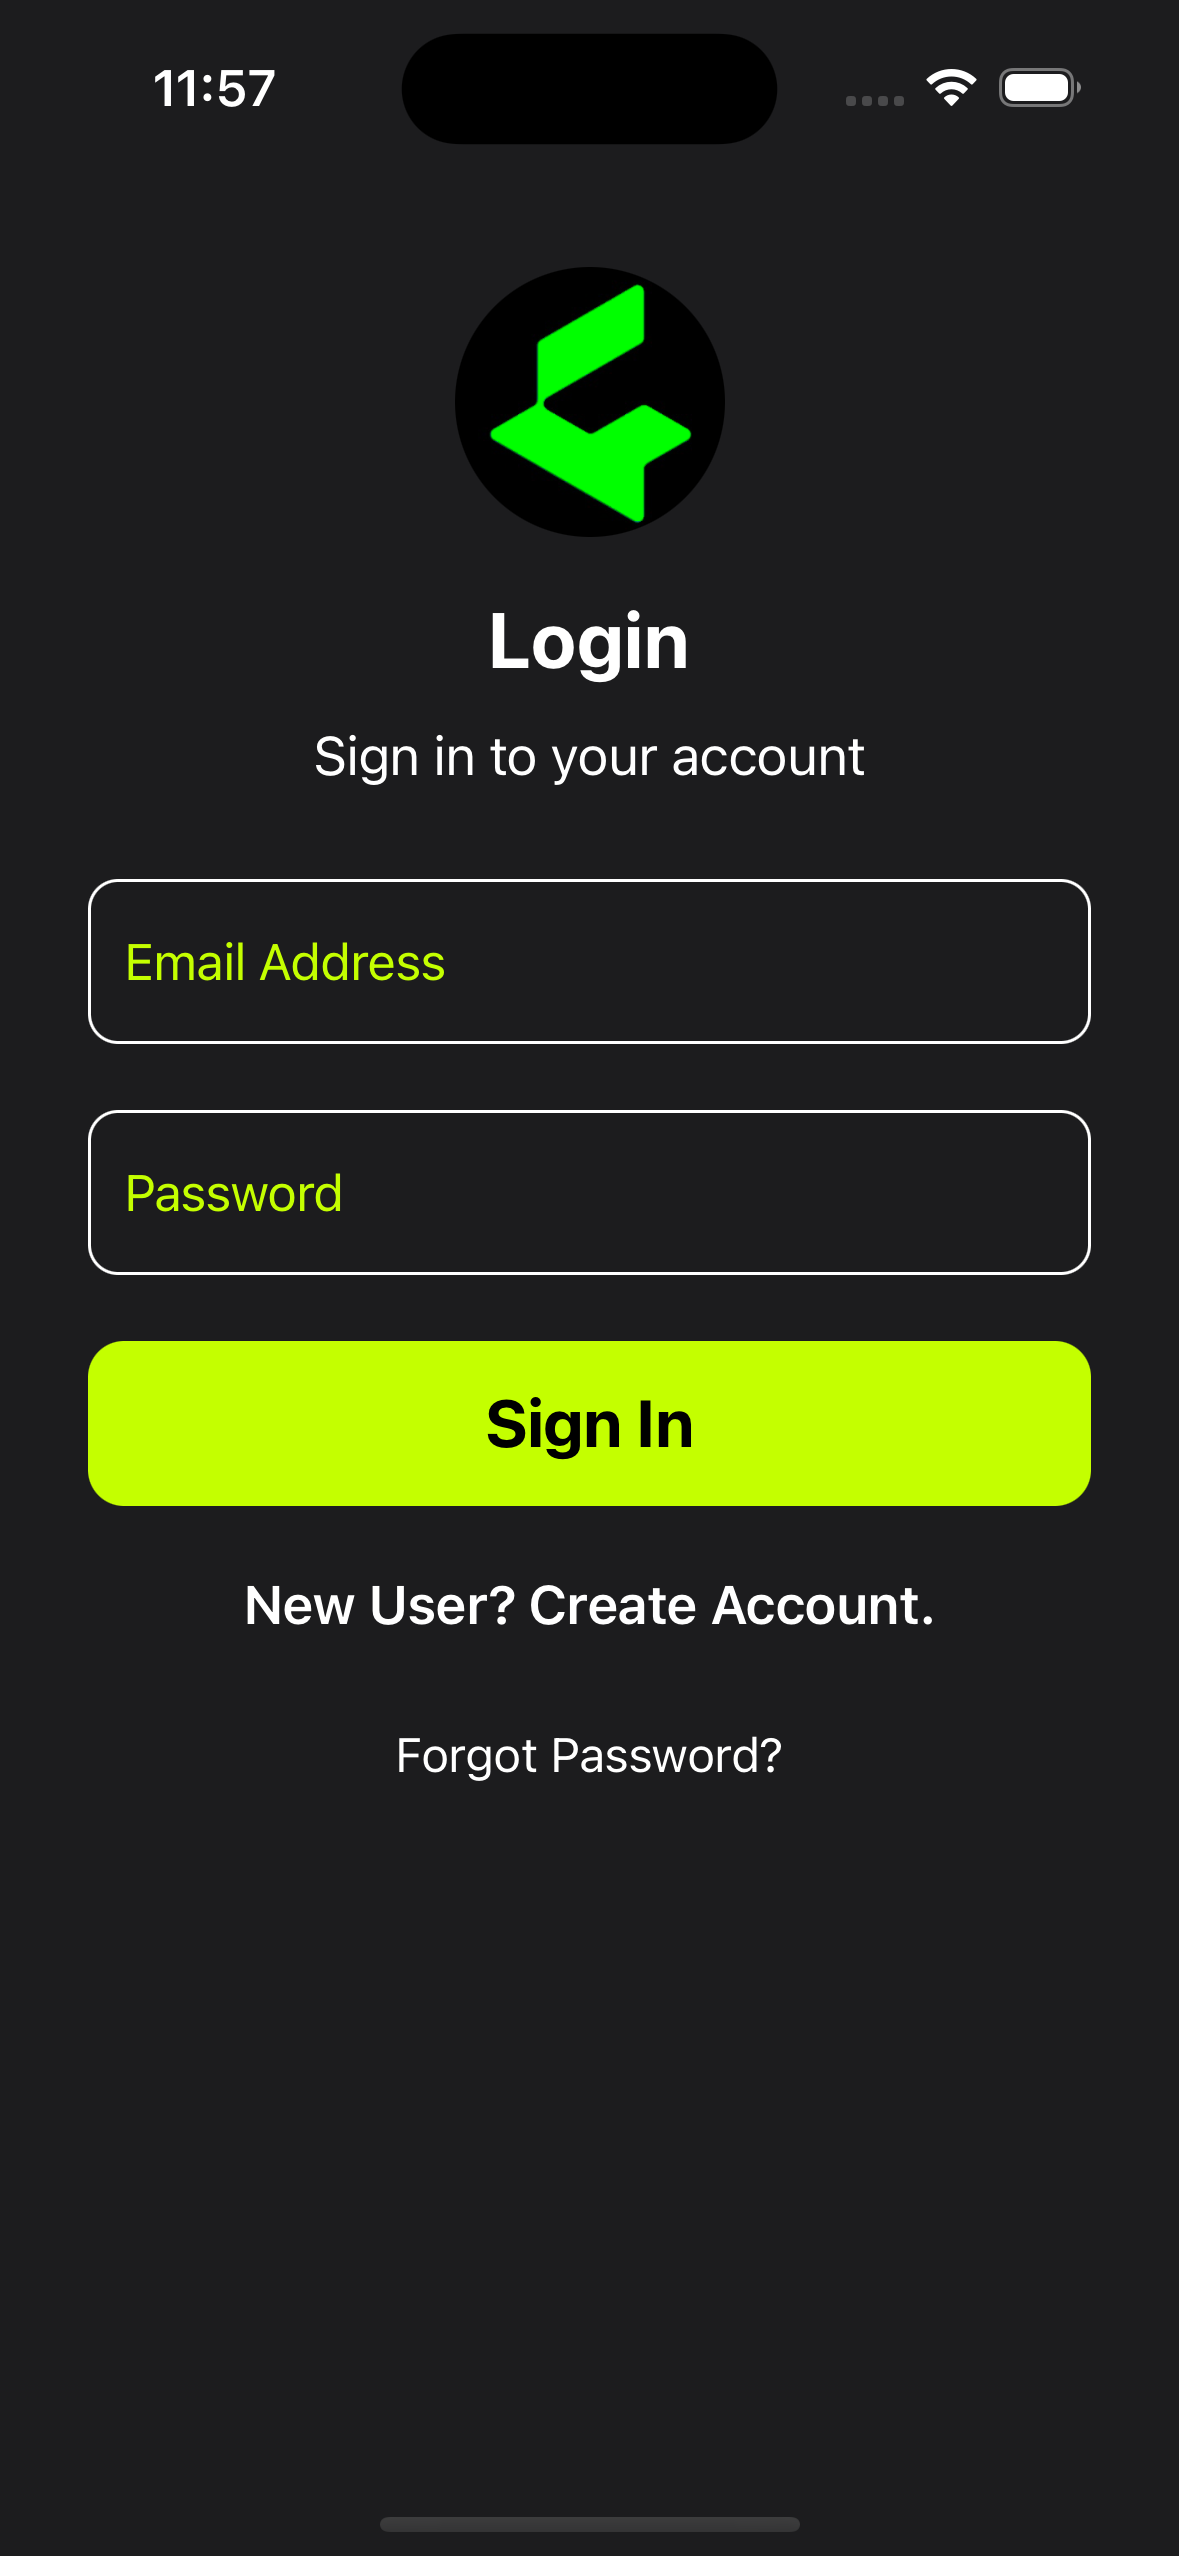 11:57
Login
Sign in to your account
Email Address
Password
Sign In
New User? Create Account.
Forgot Password?